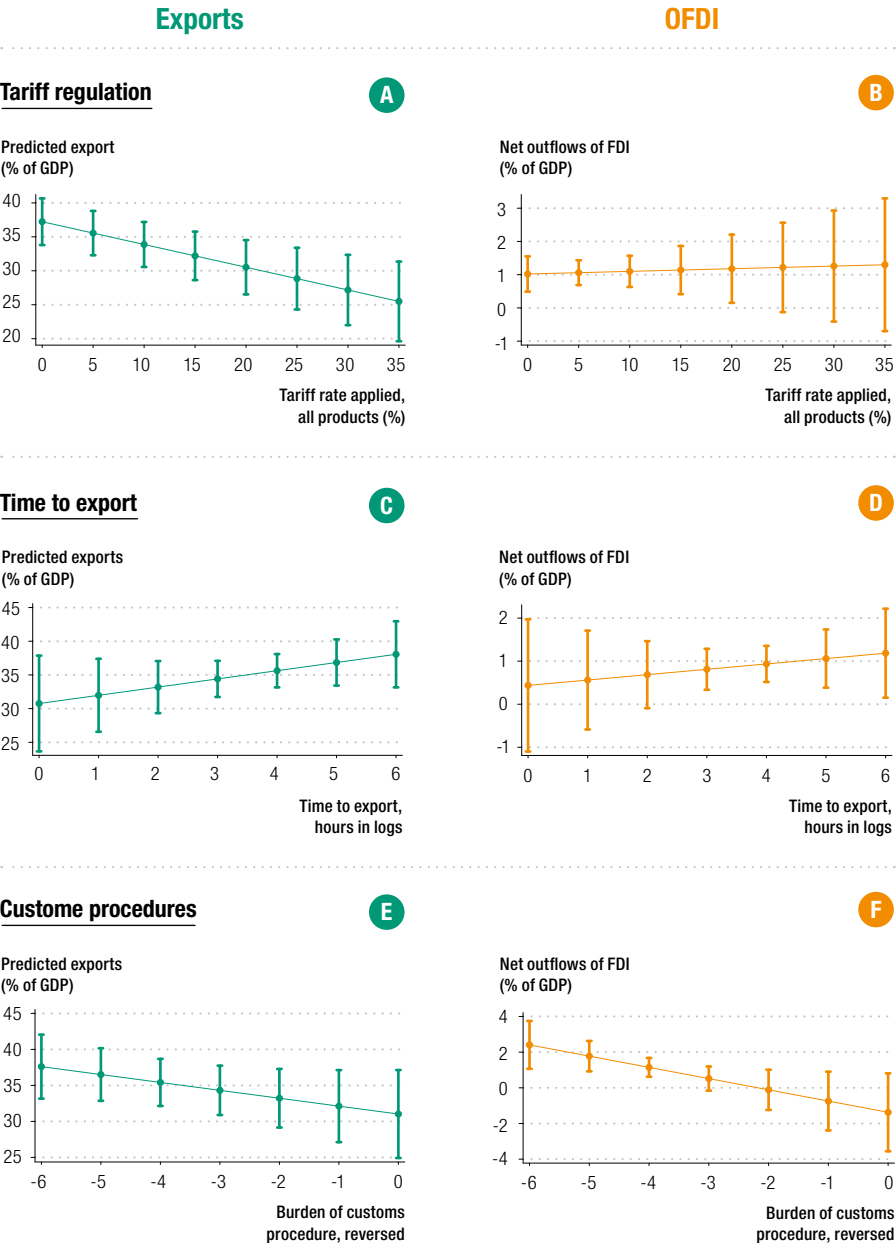 Exports
OFDI
Tariff regulation
A
B
Predicted export
(% of GDP)
Net outflows of FDI
(% of GDP)
40
35
30
25
20
0 5 10 15 20 25 30 35
Tariff rate applied,
all products (%)
3
2
1
0
-1
0 5 10 15 20 25 30 35
Tariff rate applied,
all products (%)
Time to export
C
D
Predicted exports
(% of GDP)
Net outflows of FDI
(% of GDP)
45
40
35
30
25
0 1 2 3 4 5 6
Time to export,
hours in logs
2
1
0
-1
0 1 2 3 4 5 6
Time to export,
hours in logs
Custome procedures
E
F
Predicted exports
(% of GDP)
Net outflows of FDI
(% of GDP)
45
40
35
30
25
-6 -5 -4 -3 -2 -1 0
Burden of customs
procedure, reversed
4
2
0
-2
-4
-6 -5 -4 -3 -2 -1 0
Burden of customs
procedure, reversed